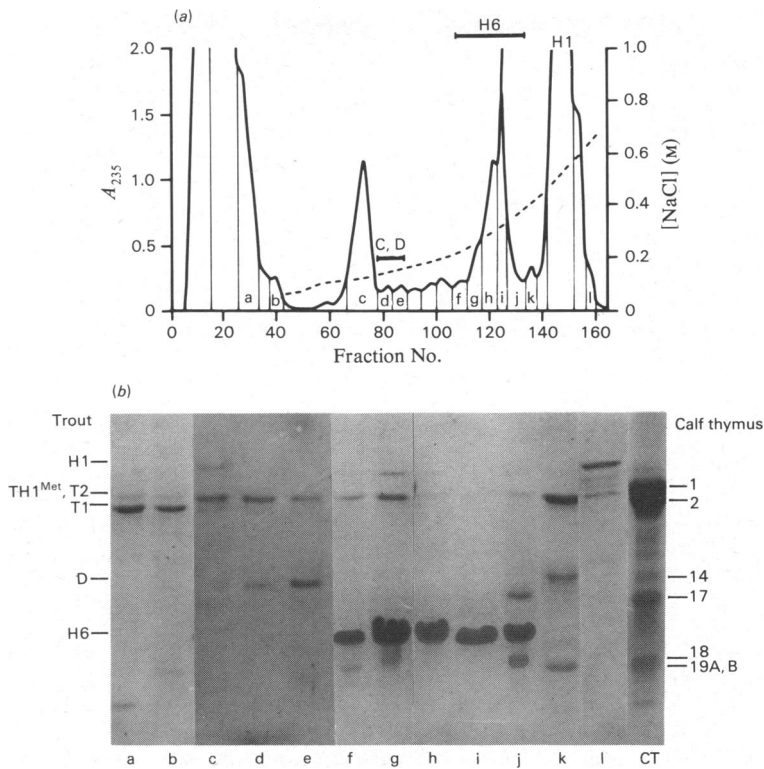 (a)
H6
H1
2.0
1.5
1.0
0.5
0
A235
1.0
0.8
0.6
0.4
0.2
0
[NaCl] (M)
C, D
a b c d e f g h i j k l
0 20 40 60 80 100 120 140 160
Fraction No.
(b)
Trout
Calf thymus
H1
TH1Met, T2
T1
D
H6
1
2
14
17
18
19A, B
a b c d e f g h i j k l CT